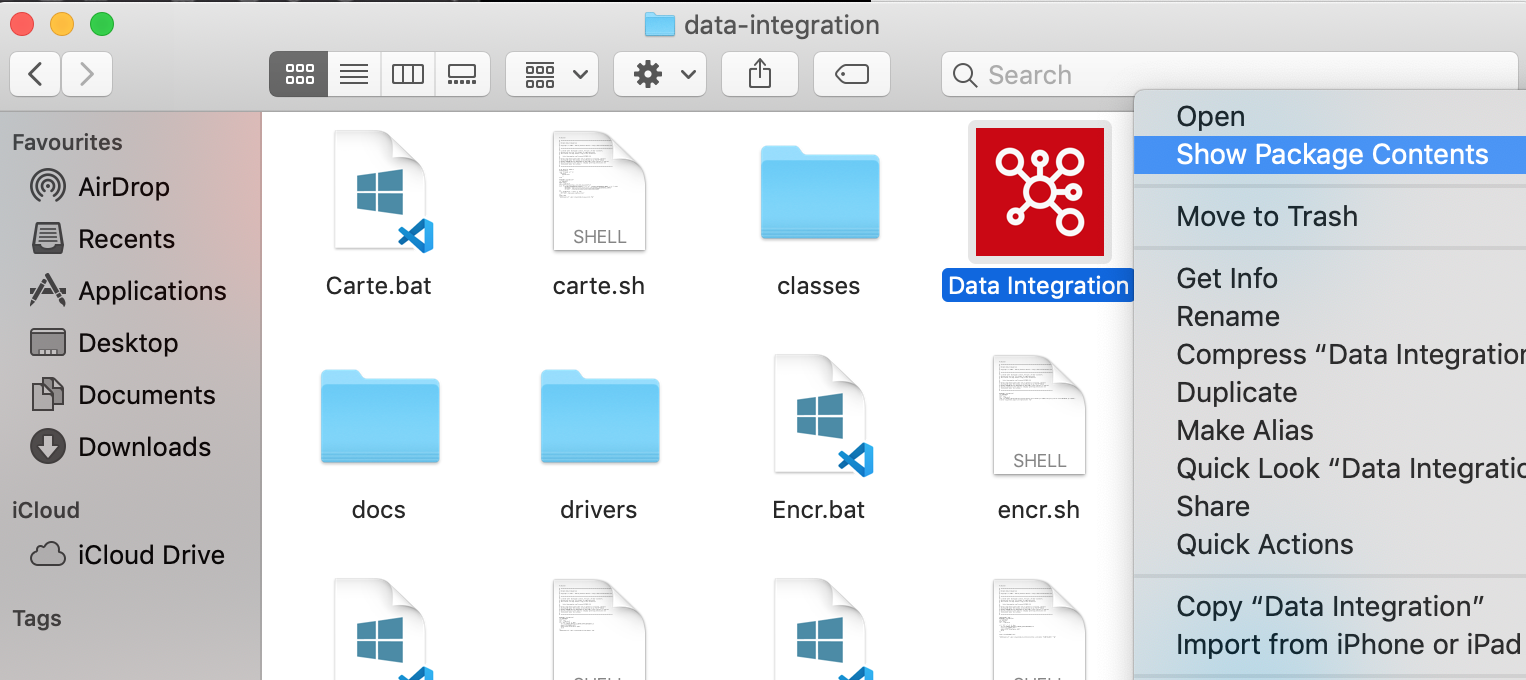 data-integration
Search
Favourites
AirDrop
Recents
Applications
Desktop
Documents
Downloads
iCloud
iCloud Drive
Tags
Carte.bat
SHELL
carte.sh
classes
Data Integration
docs
drivers
Encr.bat
SHELL
encr.sh
Open
Show Package Contents
Move to Trash
Get Info
Rename
Compress “Data Integration
Duplicate
Make Alias
Quick Look “Data Integratio
Share
Quick Actions
Copy “Data Integration”
Import from iPhone or iPad